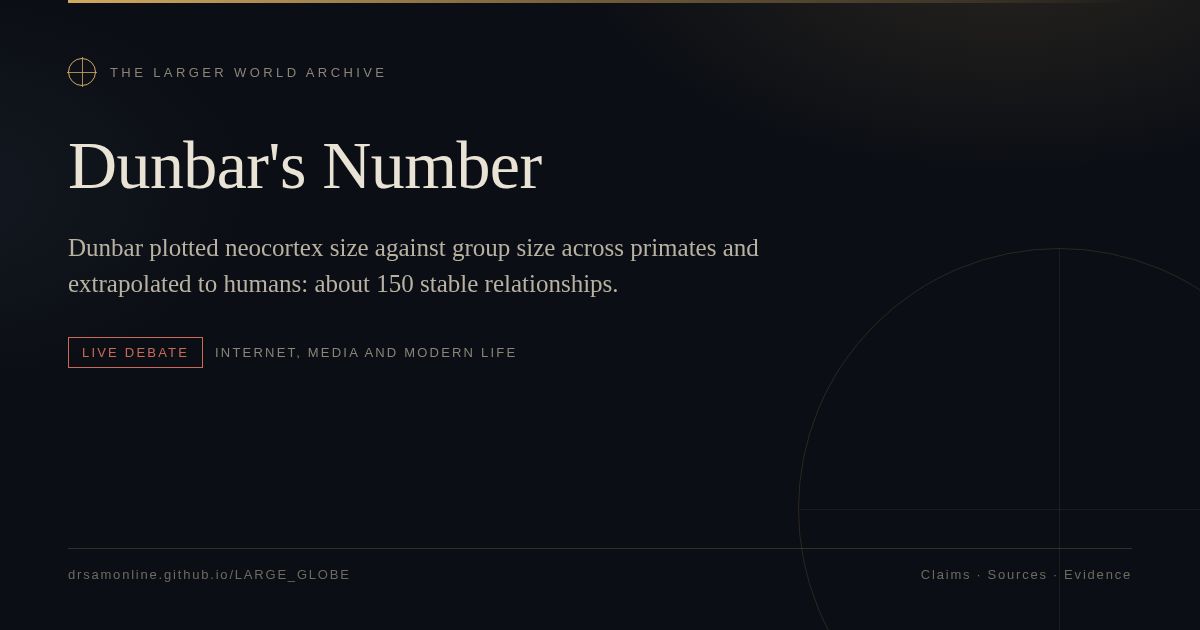 THE LARGER WORLD ARCHIVE
Dunbar's Number
Dunbar plotted neocortex size against group size across primates and
extrapolated to humans: about 150 stable relationships.
LIVE DEBATE
INTERNET, MEDIA AND MODERN LIFE
drsamonline.github.io/LARGE_GLOBE
Claims · Sources · Evidence